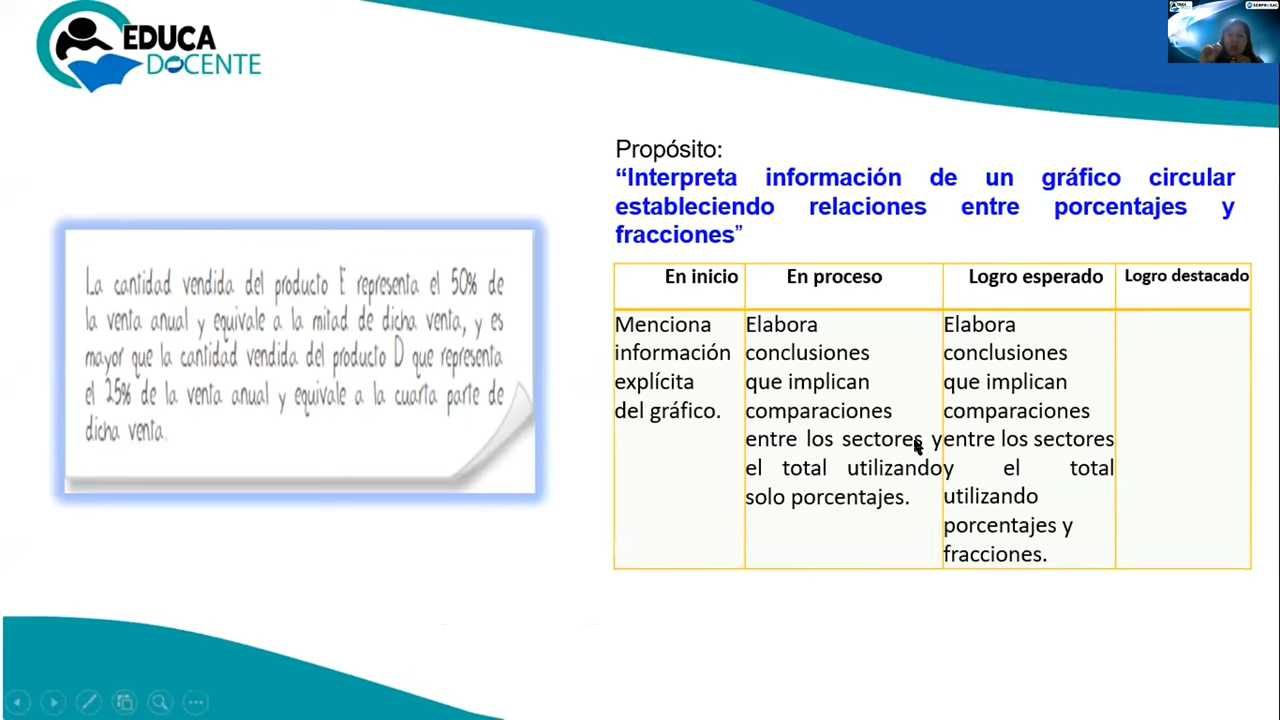 EDUCA
DOCENTE
Propósito:
“Interpreta información de un gráfico circular
estableciendo relaciones entre porcentajes y
fracciones”
La cantidad vendida del producto E representa el 50% de
la venta anual y equivale a la mitad de dicha venta, y es
mayor que la cantidad vendida del producto D que representa
el 25% de la venta anual y equivale a la cuarta parte de
dicha venta.
En inicio
En proceso
Logro esperado
Logro destacado
Menciona
información
explícita
del gráfico.
Elabora
conclusiones
que implican
comparaciones
entre los sectores y
el total utilizando
solo porcentajes.
Elabora
conclusiones
que implican
comparaciones
entre los sectores
y el total
utilizando
porcentajes y
fracciones.